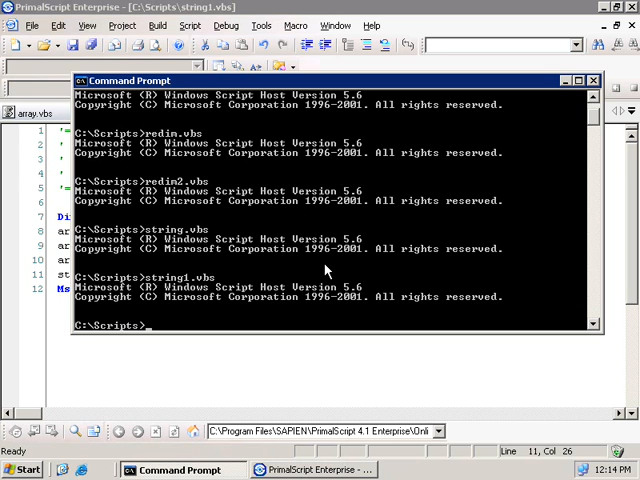 PrimalScript Enterprise - [C:\Scripts\string1.vbs]
File Edit View Project Build Script Debug Tools Macro Window Help
Command Prompt
Microsoft (R) Windows Script Host Version 5.6
Copyright (C) Microsoft Corporation 1996-2001. All rights reserved.
C:\Scripts>redim.vbs
Microsoft (R) Windows Script Host Version 5.6
Copyright (C) Microsoft Corporation 1996-2001. All rights reserved.
C:\Scripts>redim2.vbs
Microsoft (R) Windows Script Host Version 5.6
Copyright (C) Microsoft Corporation 1996-2001. All rights reserved.
C:\Scripts>string.vbs
Microsoft (R) Windows Script Host Version 5.6
Copyright (C) Microsoft Corporation 1996-2001. All rights reserved.
C:\Scripts>string1.vbs
Microsoft (R) Windows Script Host Version 5.6
Copyright (C) Microsoft Corporation 1996-2001. All rights reserved.
C:\Scripts>_
array.vbs
1 '=
2 '
3 '
4 '
5 '=
6
7 Di
8 ar
9 ar
10 ar
11 st
12 Ms
C:\Program Files\SAPIEN\PrimalScript 4.1 Enterprise\Onli
Ready
Line 11, Col 26
Start
Command Prompt
PrimalScript Enterprise - ...
12:14 PM